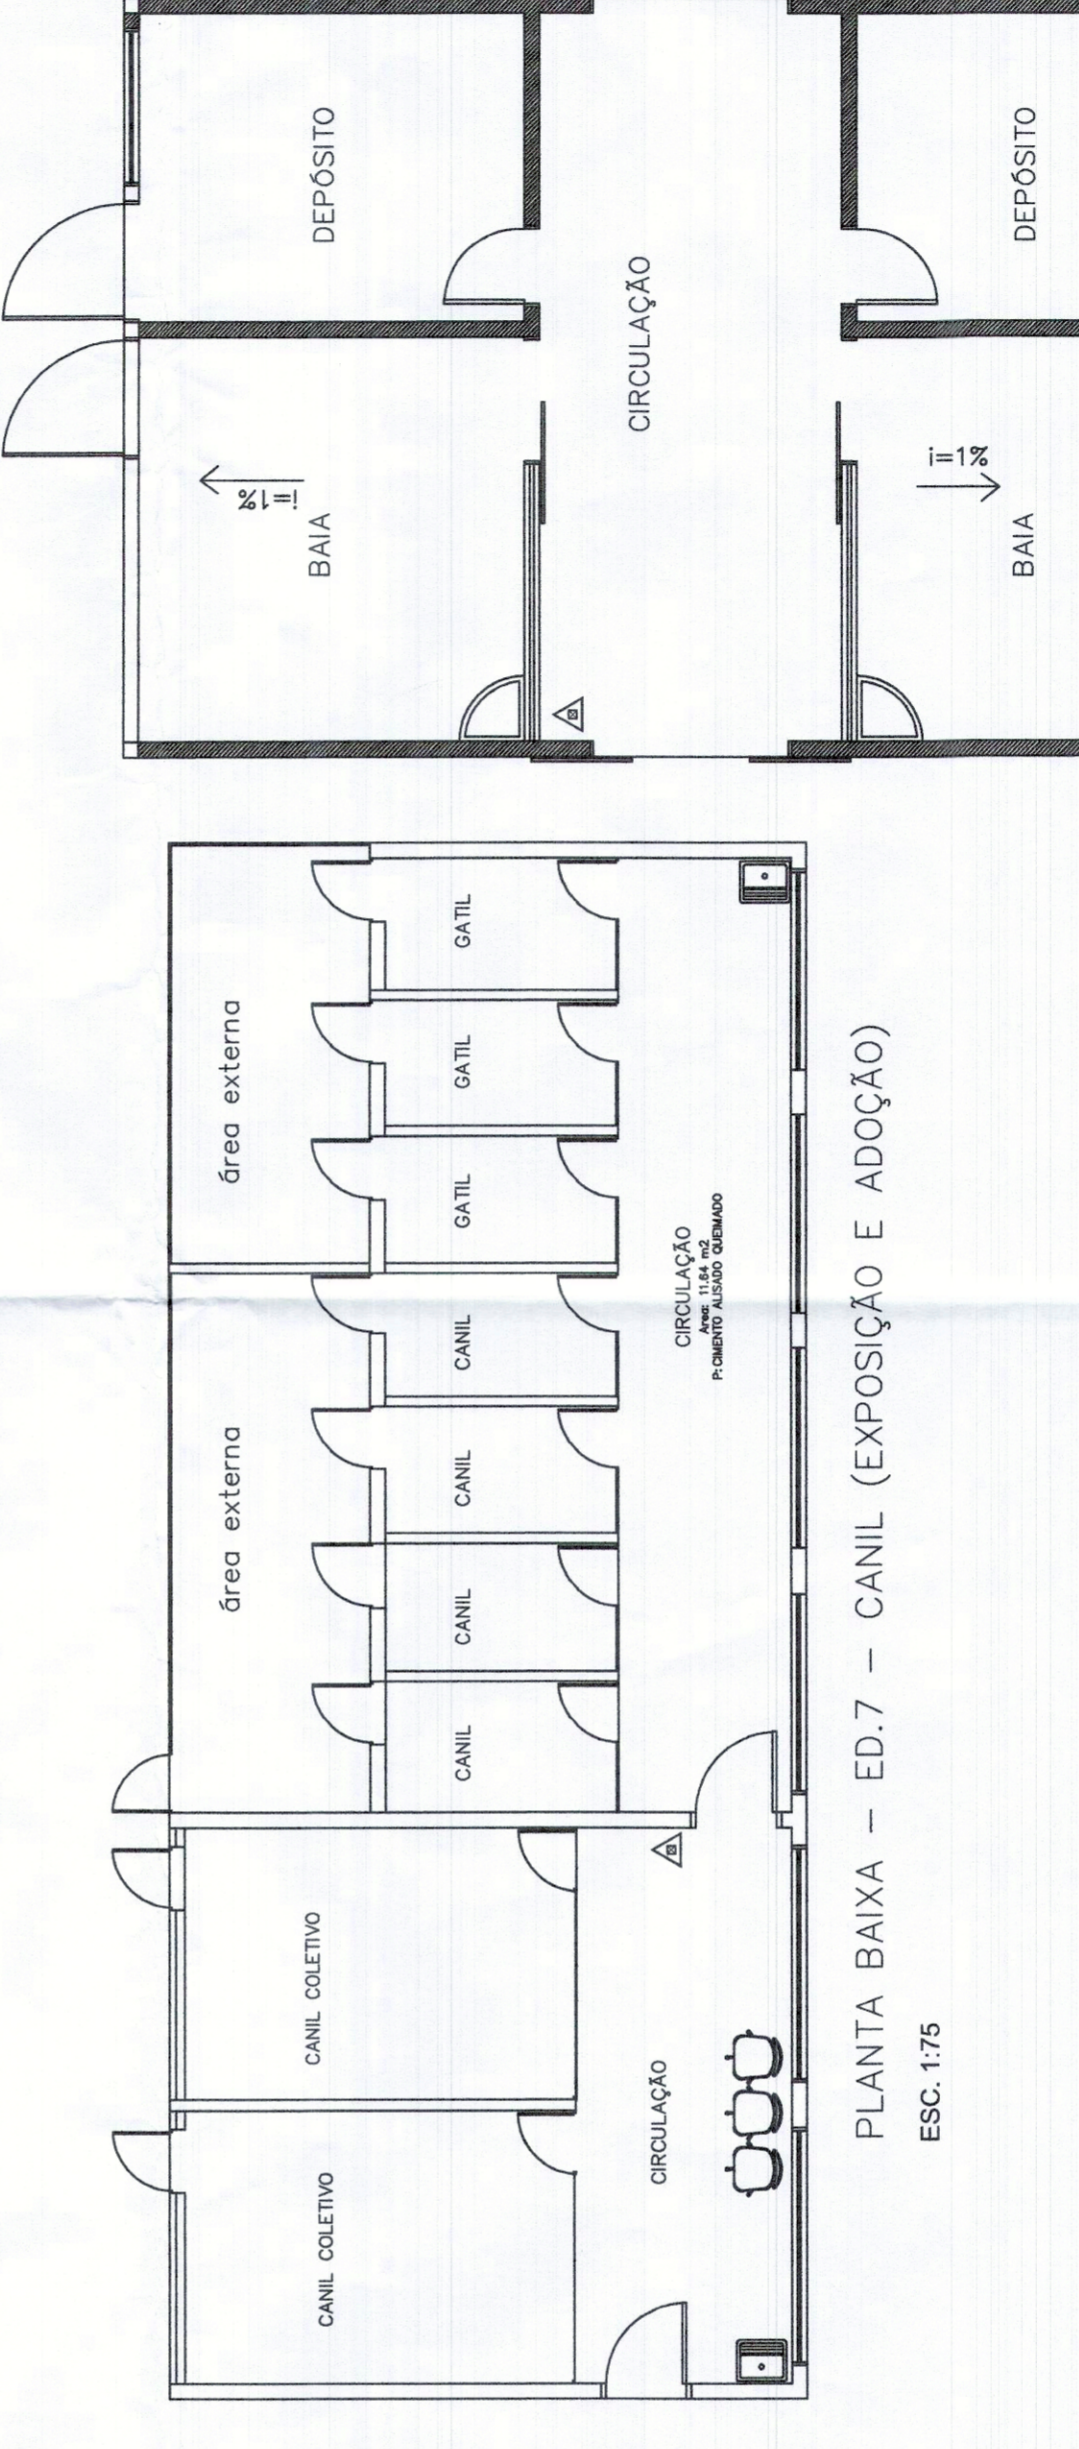 DEPÓSITO
DEPÓSITO
CIRCULAÇÃO
i=1%
BAIA
i=1%
BAIA
área externa
área externa
GATIL
GATIL
GATIL
CANIL
CANIL
CANIL
CANIL
CIRCULAÇÃO
Area: 11.64 m2
P: CIMENTO ALISADO QUEIMADO
CANIL COLETIVO
CANIL COLETIVO
CIRCULAÇÃO
PLANTA BAIXA – ED.7 – CANIL (EXPOSIÇÃO E ADOÇÃO)
ESC. 1:75